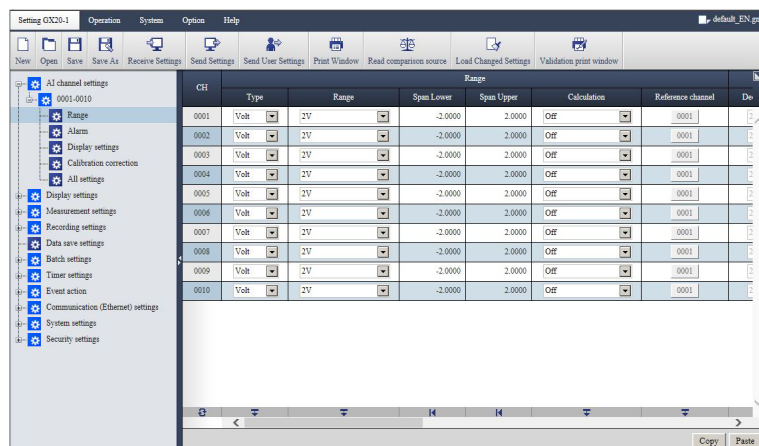 Setting GX20-1 Operation System Option Help default_EN.gn
New Open Save Save As Receive Settings Send Settings Send User Settings Print Window Read comparison source Load Changed Settings Validation print window
AI channel settings
0001-0010
Range
Alarm
Display settings
Calibration correction
All settings
Display settings
Measurement settings
Recording settings
Data save settings
Batch settings
Timer settings
Event action
Communication (Ethernet) settings
System settings
Security settings
CH Range
Type Range Span Lower Span Upper Calculation Reference channel
0001 Volt 2V -2.0000 2.0000 Off 0001
0002 Volt 2V -2.0000 2.0000 Off 0001
0003 Volt 2V -2.0000 2.0000 Off 0001
0004 Volt 2V -2.0000 2.0000 Off 0001
0005 Volt 2V -2.0000 2.0000 Off 0001
0006 Volt 2V -2.0000 2.0000 Off 0001
0007 Volt 2V -2.0000 2.0000 Off 0001
0008 Volt 2V -2.0000 2.0000 Off 0001
0009 Volt 2V -2.0000 2.0000 Off 0001
0010 Volt 2V -2.0000 2.0000 Off 0001
Copy Paste